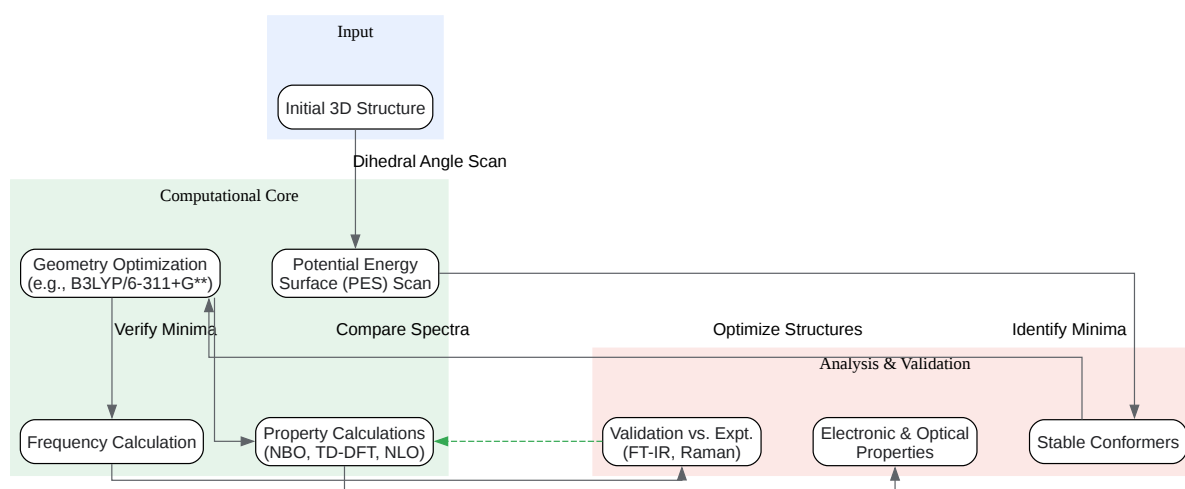 Input
Initial 3D Structure
Dihedral Angle Scan
Computational Core
Geometry Optimization
(e.g., B3LYP/6-311+G**)
Potential Energy
Surface (PES) Scan
Verify Minima
Compare Spectra
Optimize Structures
Identify Minima
Analysis & Validation
Frequency Calculation
Property Calculations
(NBO, TD-DFT, NLO)
Validation vs. Expt.
(FT-IR, Raman)
Electronic & Optical
Properties
Stable Conformers